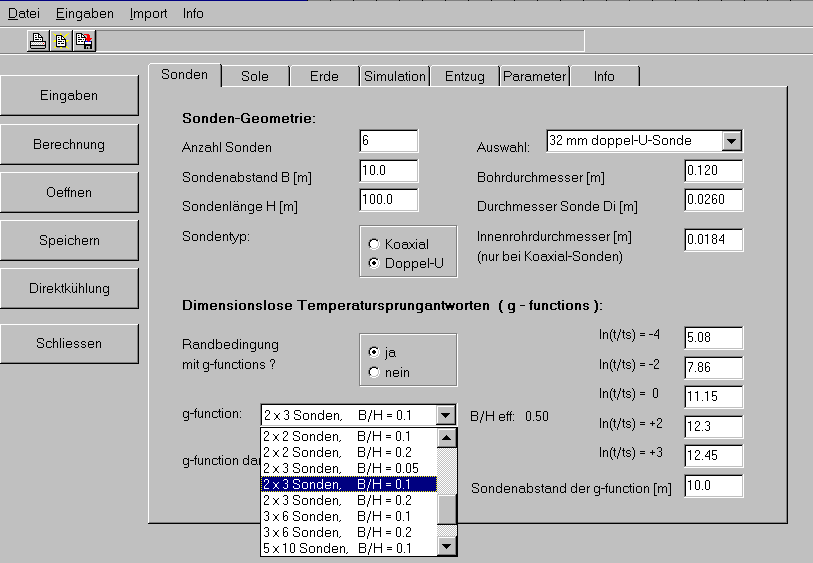 Datei Eingaben Import Info
Eingaben
Berechnung
Oeffnen
Speichern
Direktkühlung
Schliessen
Sonden Sole Erde Simulation Entzug Parameter Info
Sonden-Geometrie:
Anzahl Sonden 6
Sondenabstand B [m] 10.0
Sondenlänge H [m] 100.0
Sondentyp:
Koaxial
Doppel-U
Auswahl: 32 mm doppel-U-Sonde
Bohrdurchmesser [m] 0.120
Durchmesser Sonde Di [m] 0.0260
Innenrohrdurchmesser [m] 0.0184
(nur bei Koaxial-Sonden)
Dimensionslose Temperatursprungantworten ( g - functions ):
Randbedingung
mit g-functions ?
ja
nein
ln(t/ts) = -4 5.08
ln(t/ts) = -2 7.86
ln(t/ts) = 0 11.15
ln(t/ts) = +2 12.3
ln(t/ts) = +3 12.45
g-function: 2 x 3 Sonden, B/H = 0.1
B/H eff: 0.50
2 x 2 Sonden, B/H = 0.1
2 x 2 Sonden, B/H = 0.2
2 x 3 Sonden, B/H = 0.05
2 x 3 Sonden, B/H = 0.1
2 x 3 Sonden, B/H = 0.2
3 x 6 Sonden, B/H = 0.1
3 x 6 Sonden, B/H = 0.2
5 x 10 Sonden, B/H = 0.1
g-function
Sondenabstand der g-function [m] 10.0